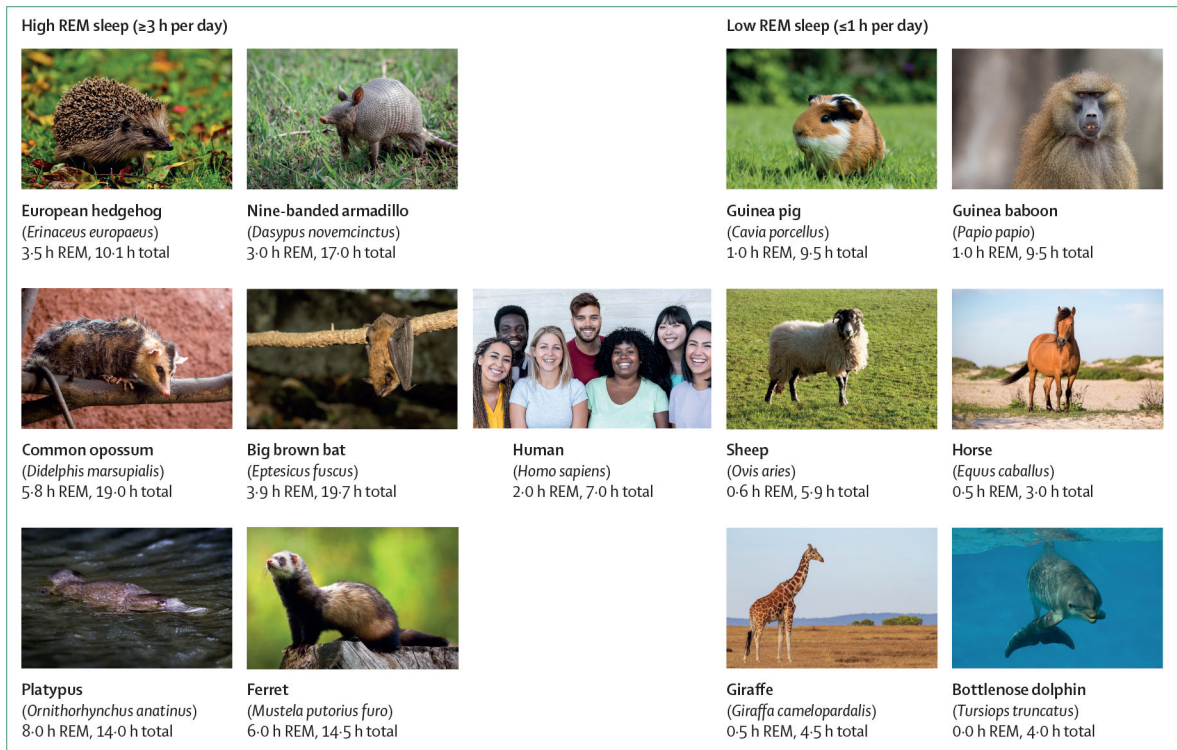 High REM sleep (≥3 h per day)
Low REM sleep (≤1 h per day)
European hedgehog
(Erinaceus europaeus)
3·5 h REM, 10·1 h total
Nine-banded armadillo
(Dasypus novemcinctus)
3·0 h REM, 17·0 h total
Guinea pig
(Cavia porcellus)
1·0 h REM, 9·5 h total
Guinea baboon
(Papio papio)
1·0 h REM, 9·5 h total
Common opossum
(Didelphis marsupialis)
5·8 h REM, 19·0 h total
Big brown bat
(Eptesicus fuscus)
3·9 h REM, 19·7 h total
Human
(Homo sapiens)
2·0 h REM, 7·0 h total
Sheep
(Ovis aries)
0·6 h REM, 5·9 h total
Horse
(Equus caballus)
0·5 h REM, 3·0 h total
Platypus
(Ornithorhynchus anatinus)
8·0 h REM, 14·0 h total
Ferret
(Mustela putorius furo)
6·0 h REM, 14·5 h total
Giraffe
(Giraffa camelopardalis)
0·5 h REM, 4·5 h total
Bottlenose dolphin
(Tursiops truncatus)
0·0 h REM, 4·0 h total